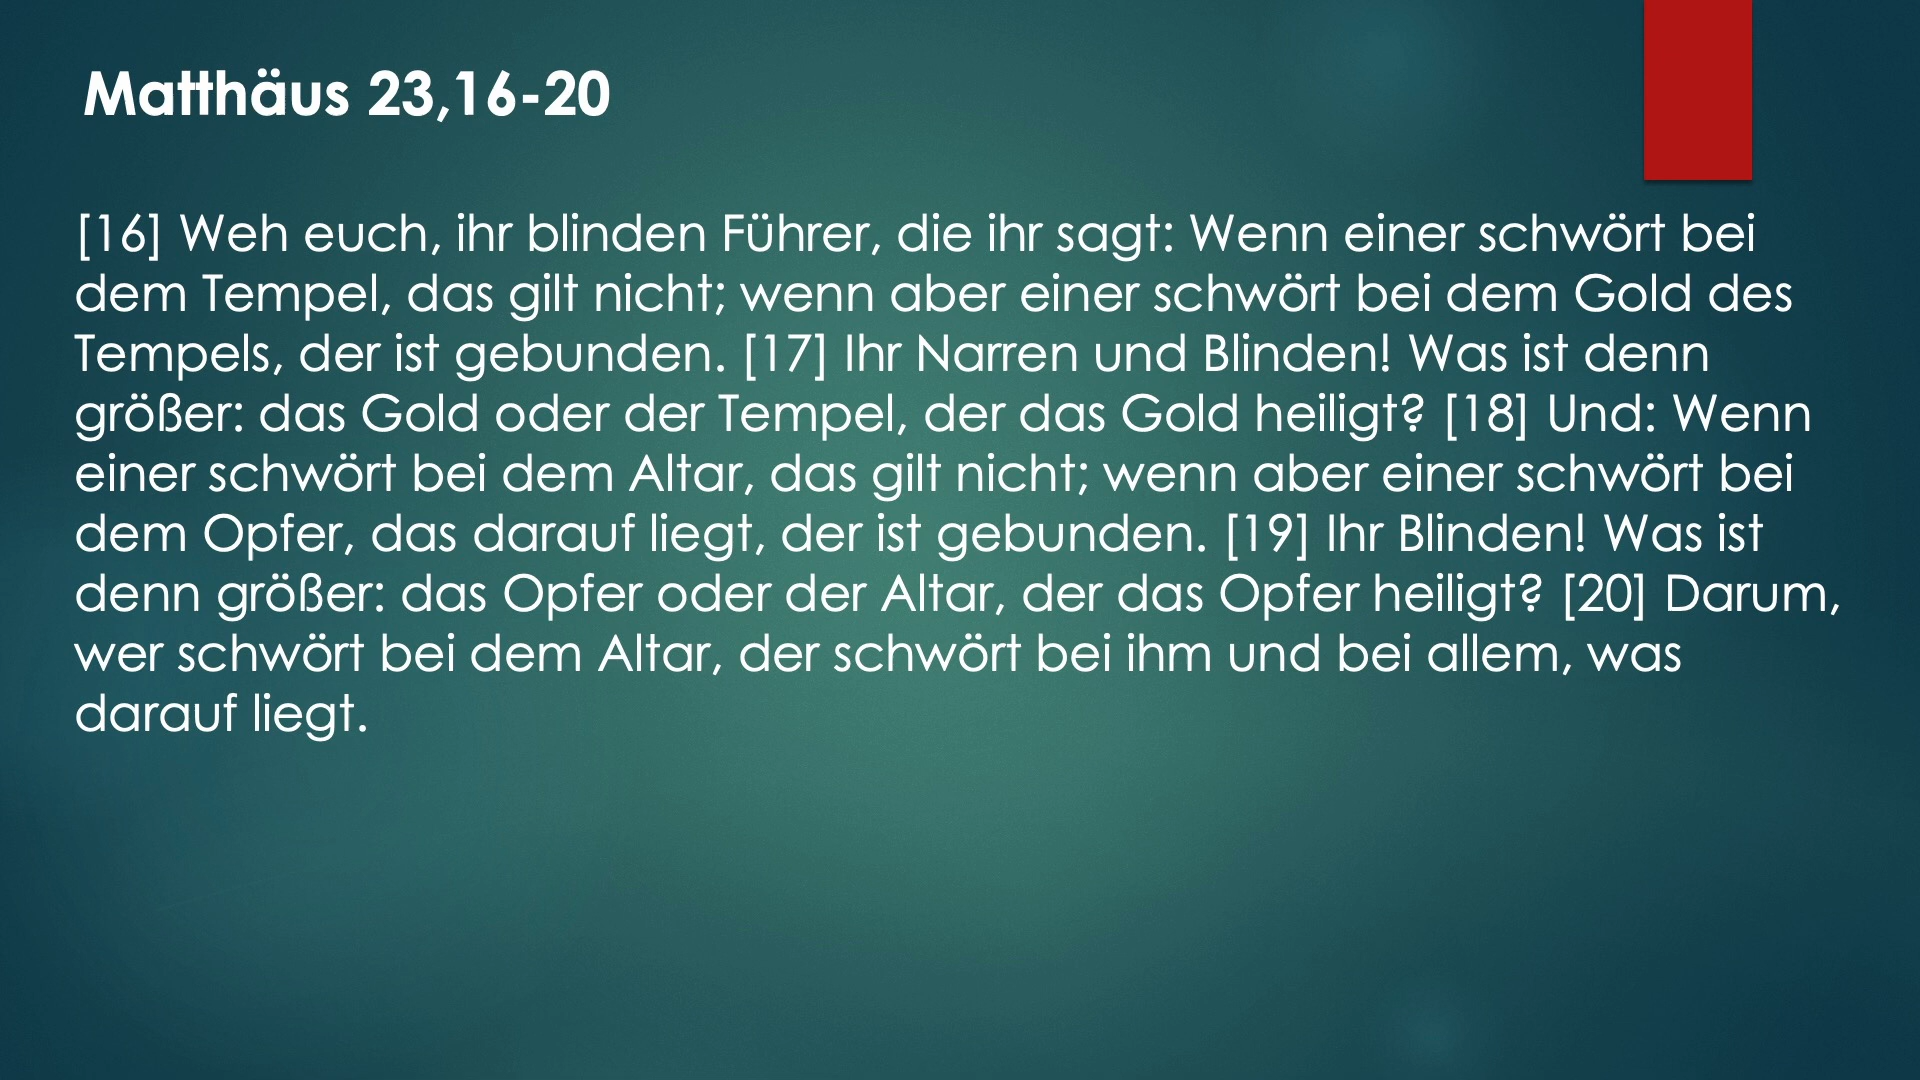 Matthäus 23,16-20
[16] Weh euch, ihr blinden Führer, die ihr sagt: Wenn einer schwört bei
dem Tempel, das gilt nicht; wenn aber einer schwört bei dem Gold des
Tempels, der ist gebunden. [17] Ihr Narren und Blinden! Was ist denn
größer: das Gold oder der Tempel, der das Gold heiligt? [18] Und: Wenn
einer schwört bei dem Altar, das gilt nicht; wenn aber einer schwört bei
dem Opfer, das darauf liegt, der ist gebunden. [19] Ihr Blinden! Was ist
denn größer: das Opfer oder der Altar, der das Opfer heiligt? [20] Darum,
wer schwört bei dem Altar, der schwört bei ihm und bei allem, was
darauf liegt.